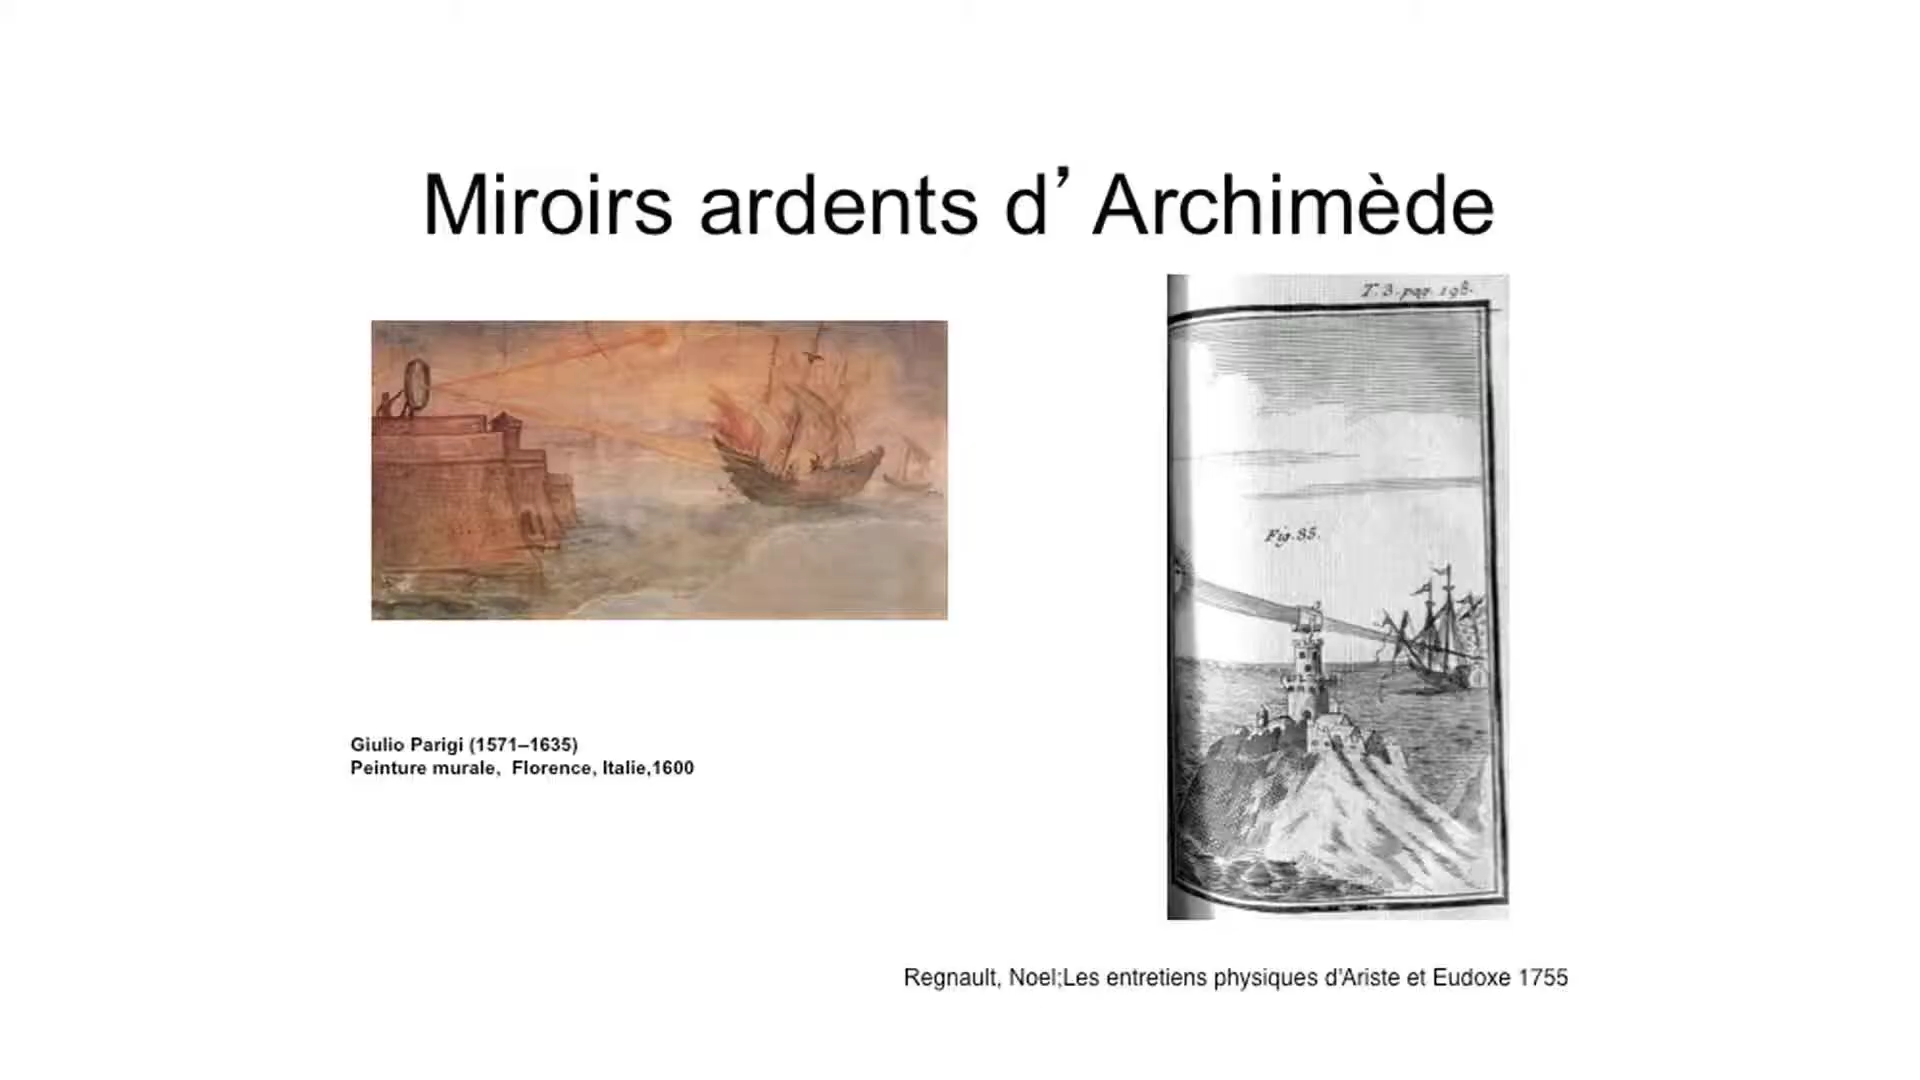 Miroirs ardents d’ Archimède
T. 3. pag. 198.
Fig. 35.
Giulio Parigi (1571–1635)
Peinture murale, Florence, Italie,1600
Regnault, Noel;Les entretiens physiques d'Ariste et Eudoxe 1755